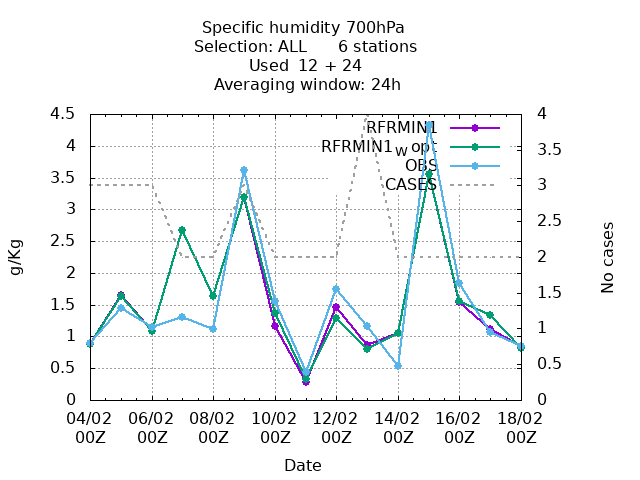 Specific humidity 700hPa
Selection: ALL 6 stations
Used 12 + 24
Averaging window: 24h
4.5
4
3.5
3
2.5
2
1.5
1
0.5
0
4
3.5
3
2.5
2
1.5
1
0.5
0
g/Kg
No cases
RFRMIN1
RFRMIN1w opt
OBS
CASES
04/02 06/02 08/02 10/02 12/02 14/02 16/02 18/02
00Z 00Z 00Z 00Z 00Z 00Z 00Z 00Z
Date